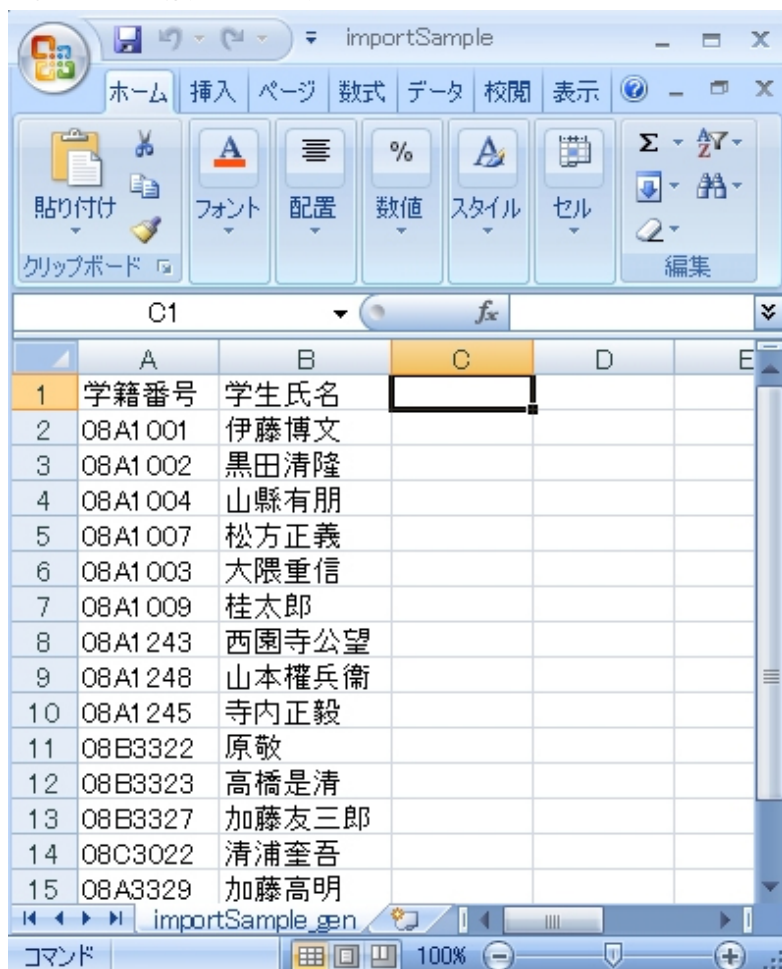 importSample
ホーム 挿入 ページ 数式 データ 校閲 表示
貼り付け フォント 配置 数値 スタイル セル
クリップボード 編集
C1 fx
A B C D E
1 学籍番号 学生氏名
2 08A1001 伊藤博文
3 08A1002 黒田清隆
4 08A1004 山縣有朋
5 08A1007 松方正義
6 08A1003 大隈重信
7 08A1009 桂太郎
8 08A1243 西園寺公望
9 08A1248 山本権兵衛
10 08A1245 寺内正毅
11 08B3322 原敬
12 08B3323 高橋是清
13 08B3327 加藤友三郎
14 08C3022 清浦奎吾
15 08A3329 加藤高明
importSample_gen
コマンド 100%